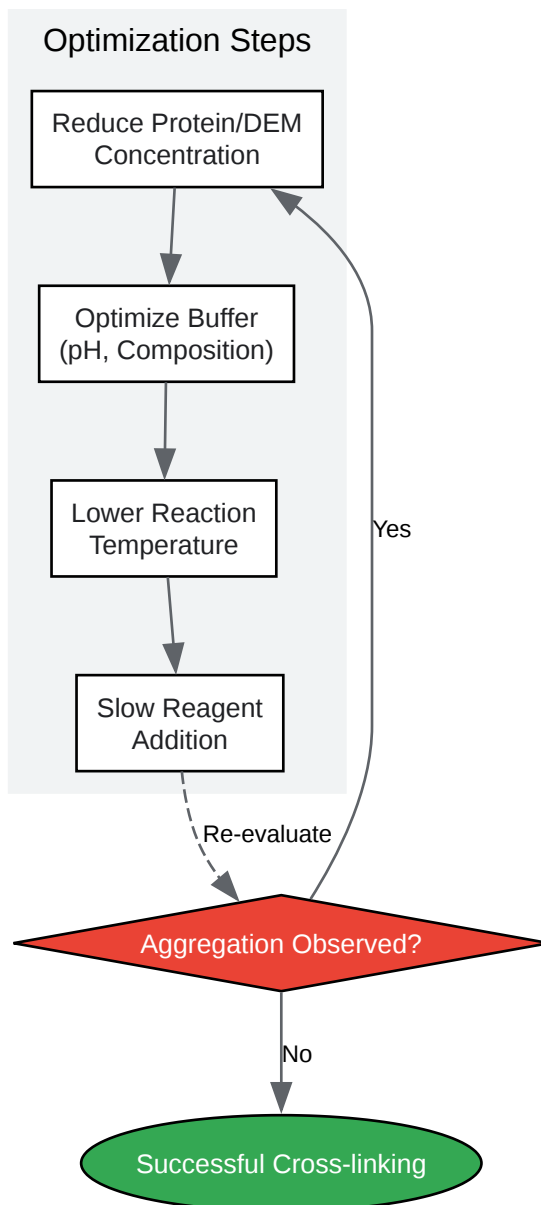 Optimization Steps
Reduce Protein/DEM
Concentration
Optimize Buffer
(pH, Composition)
Lower Reaction
Temperature
Yes
Slow Reagent
Addition
Re-evaluate
Aggregation Observed?
No
Successful Cross-linking